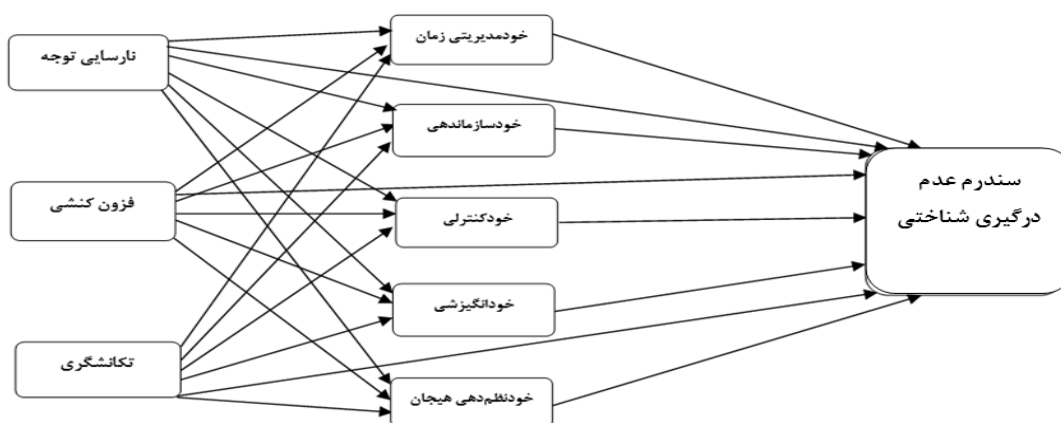 نارسایی توجه
فزون کنشی
تکانشگری
خودمدیریتی زمان
خودسازماندهی
خودکنترلی
خودانگیزشی
خودنظم‌دهی هیجان
سندرم عدم
درگیری شناختی